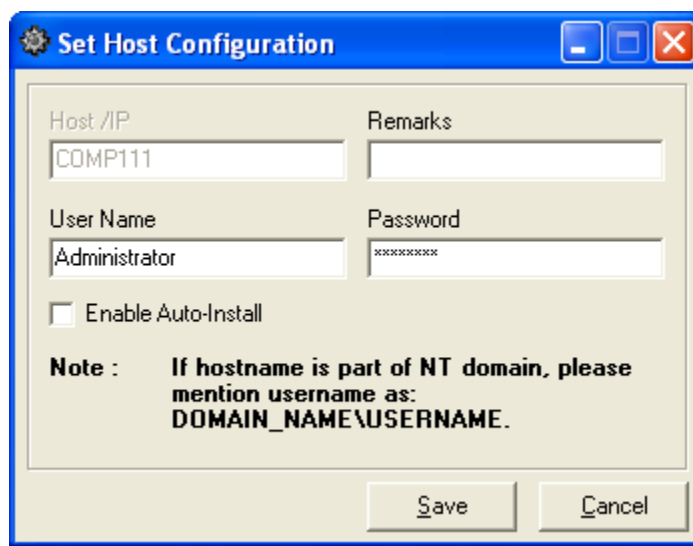 Set Host Configuration
Host /IP
Remarks
COMP111
User Name
Password
Administrator
********
Enable Auto-Install
Note : If hostname is part of NT domain, please
mention username as:
DOMAIN_NAME\USERNAME.
Save
Cancel